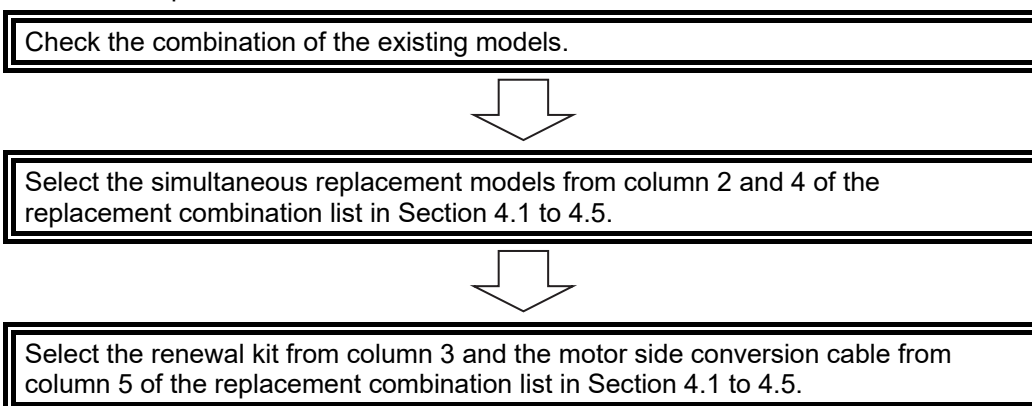 Check the combination of the existing models.
Select the simultaneous replacement models from column 2 and 4 of the
replacement combination list in Section 4.1 to 4.5.
Select the renewal kit from column 3 and the motor side conversion cable from
column 5 of the replacement combination list in Section 4.1 to 4.5.